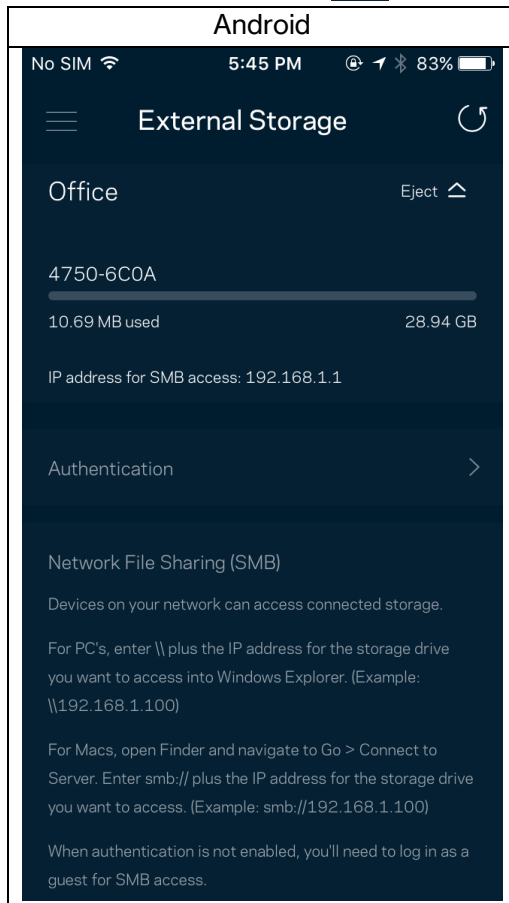 Android
No SIM 5:45 PM 83%
External Storage
Office Eject
4750-6C0A
10.69 MB used 28.94 GB
IP address for SMB access: 192.168.1.1
Authentication
Network File Sharing (SMB)
Devices on your network can access connected storage.
For PC's, enter \\ plus the IP address for the storage drive
you want to access into Windows Explorer. (Example:
\\192.168.1.100)
For Macs, open Finder and navigate to Go > Connect to
Server. Enter smb:// plus the IP address for the storage drive
you want to access. (Example: smb://192.168.1.100)
When authentication is not enabled, you'll need to log in as a
guest for SMB access.